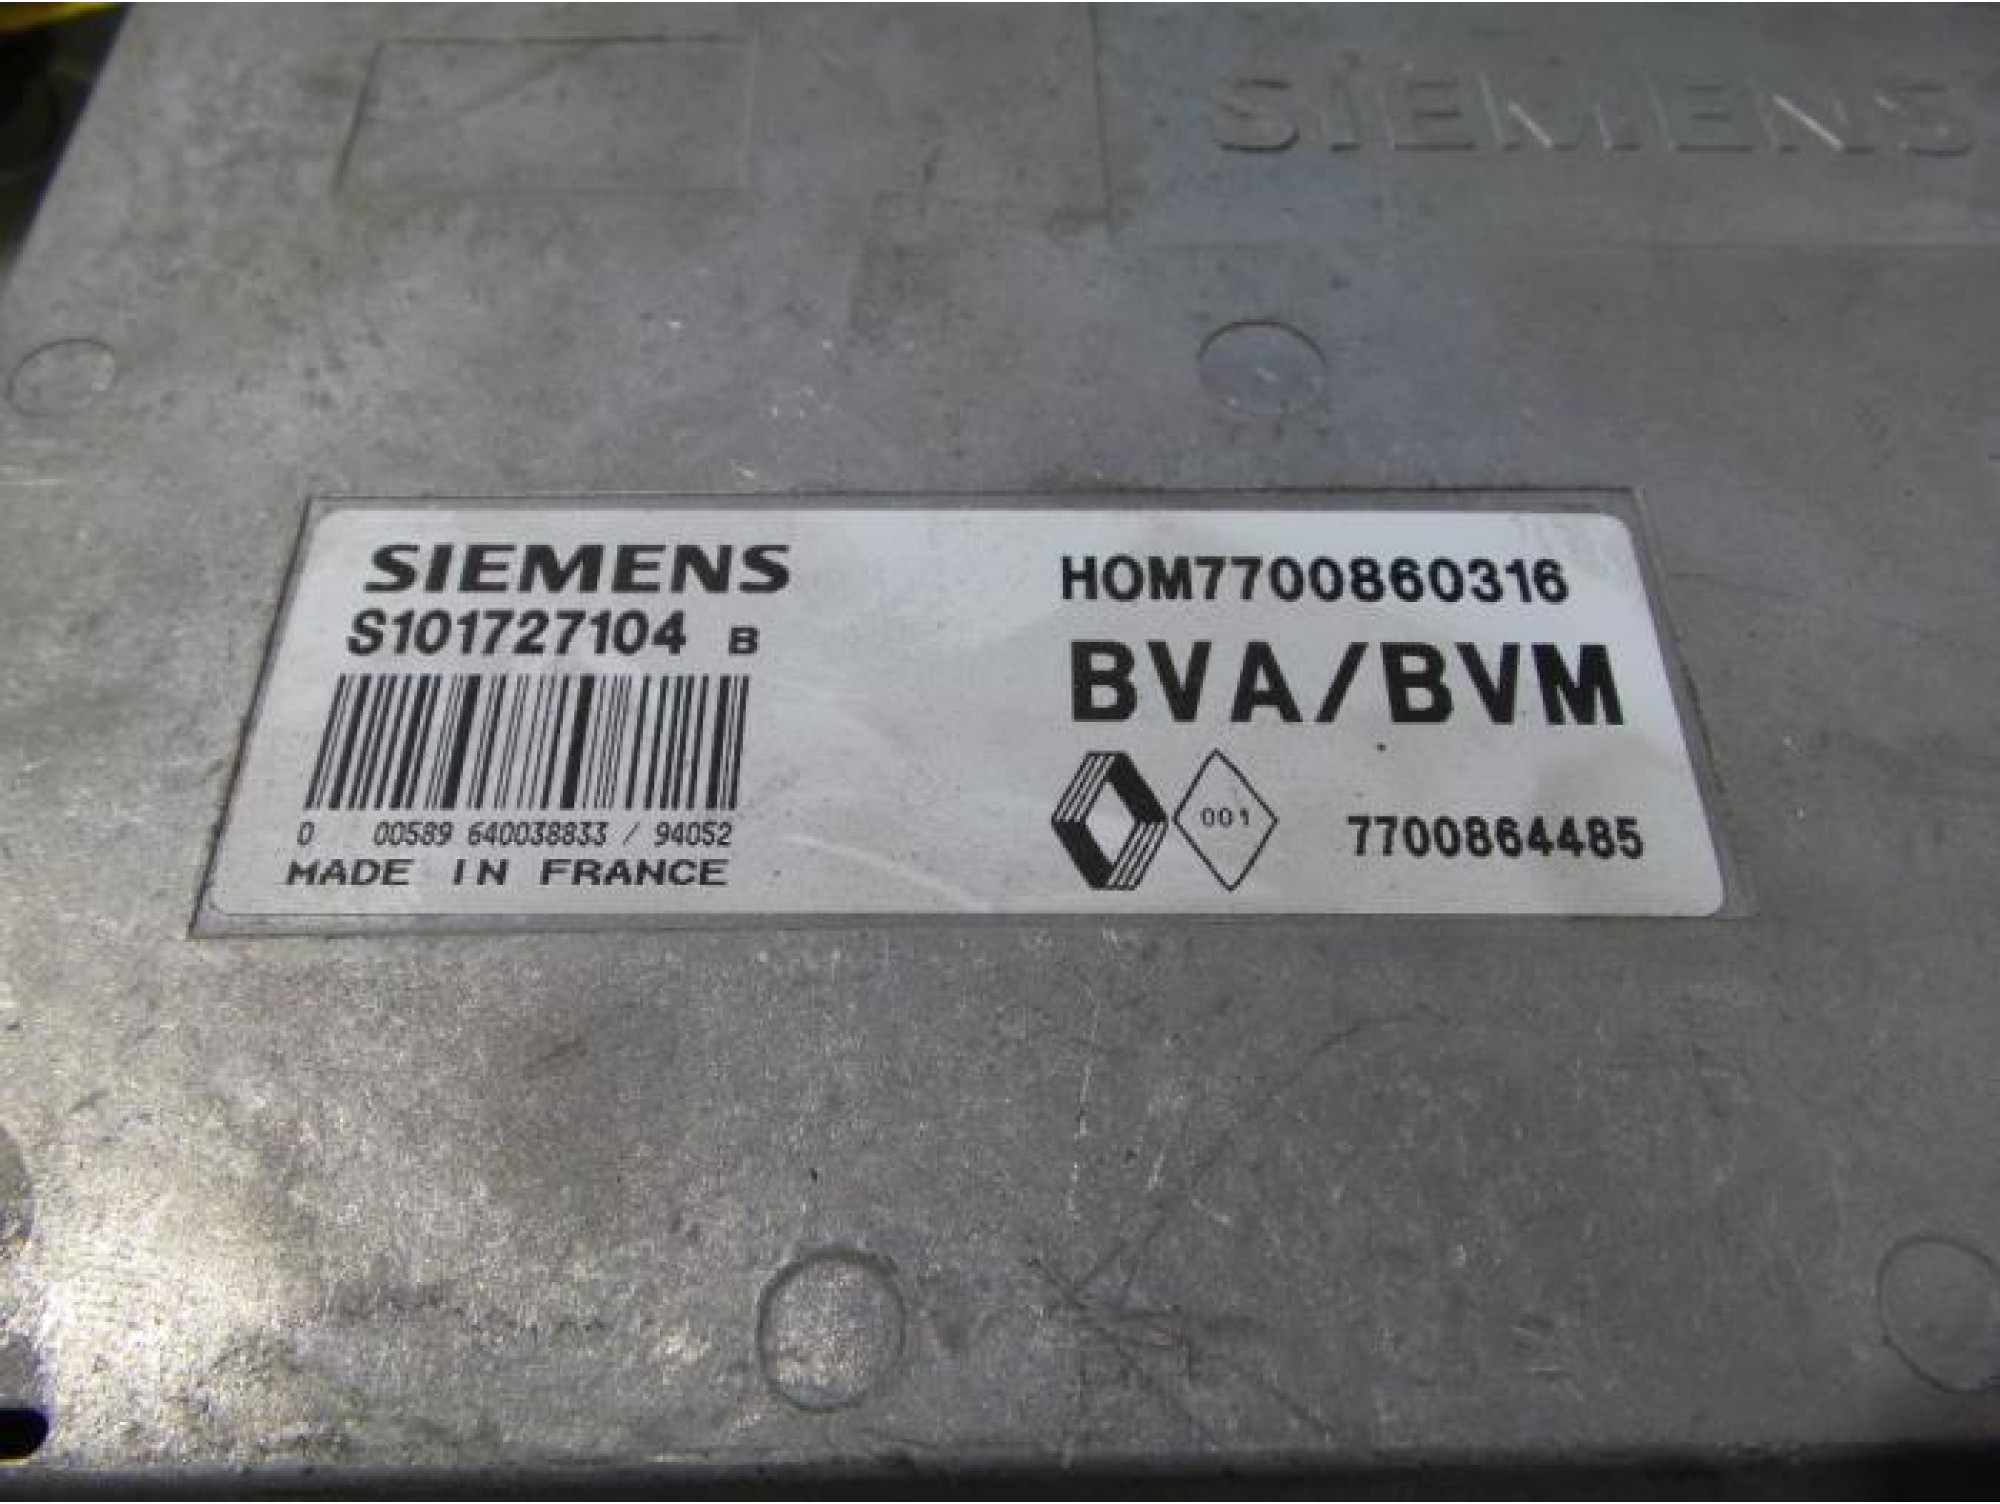 SIEMENS
SIEMENS
S101727104 B
0 00589 640038833 / 94052
MADE IN FRANCE
HOM7700860316
BVA/BVM
001
7700864485